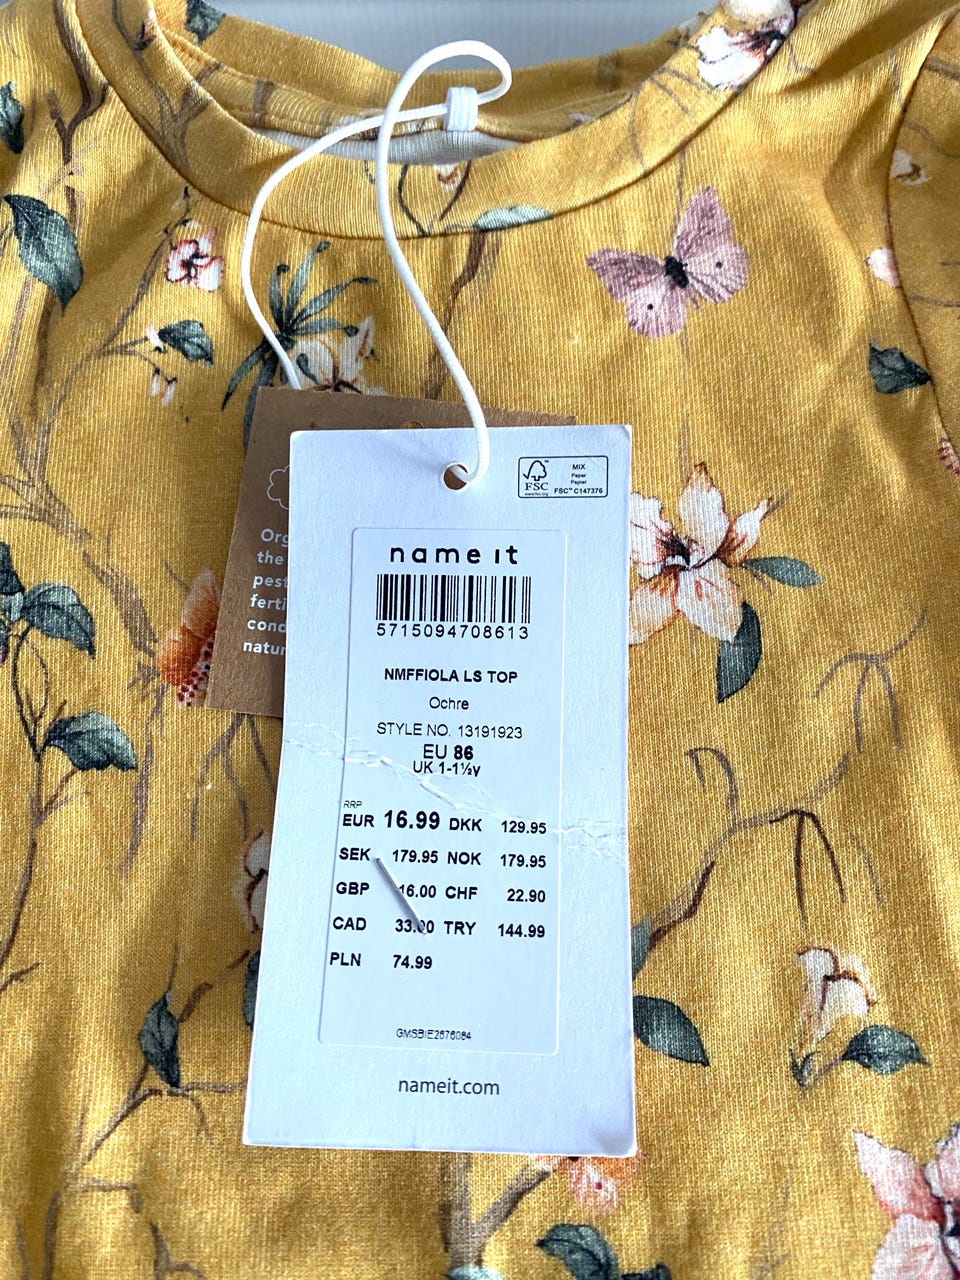 FSC
www.fsc.org
MIX
Paper
Papier
FSC™ C147376
name it
5715094708613
NMFFIOLA LS TOP
Ochre
STYLE NO. 13191923
EU 86
UK 1-1½y
RRP
EUR 16.99 DKK 129.95
SEK 179.95 NOK 179.95
GBP 16.00 CHF 22.90
CAD 33.00 TRY 144.99
PLN 74.99
GMSBIE2676084
nameit.com
Org
the
pest
ferti
cond
natur